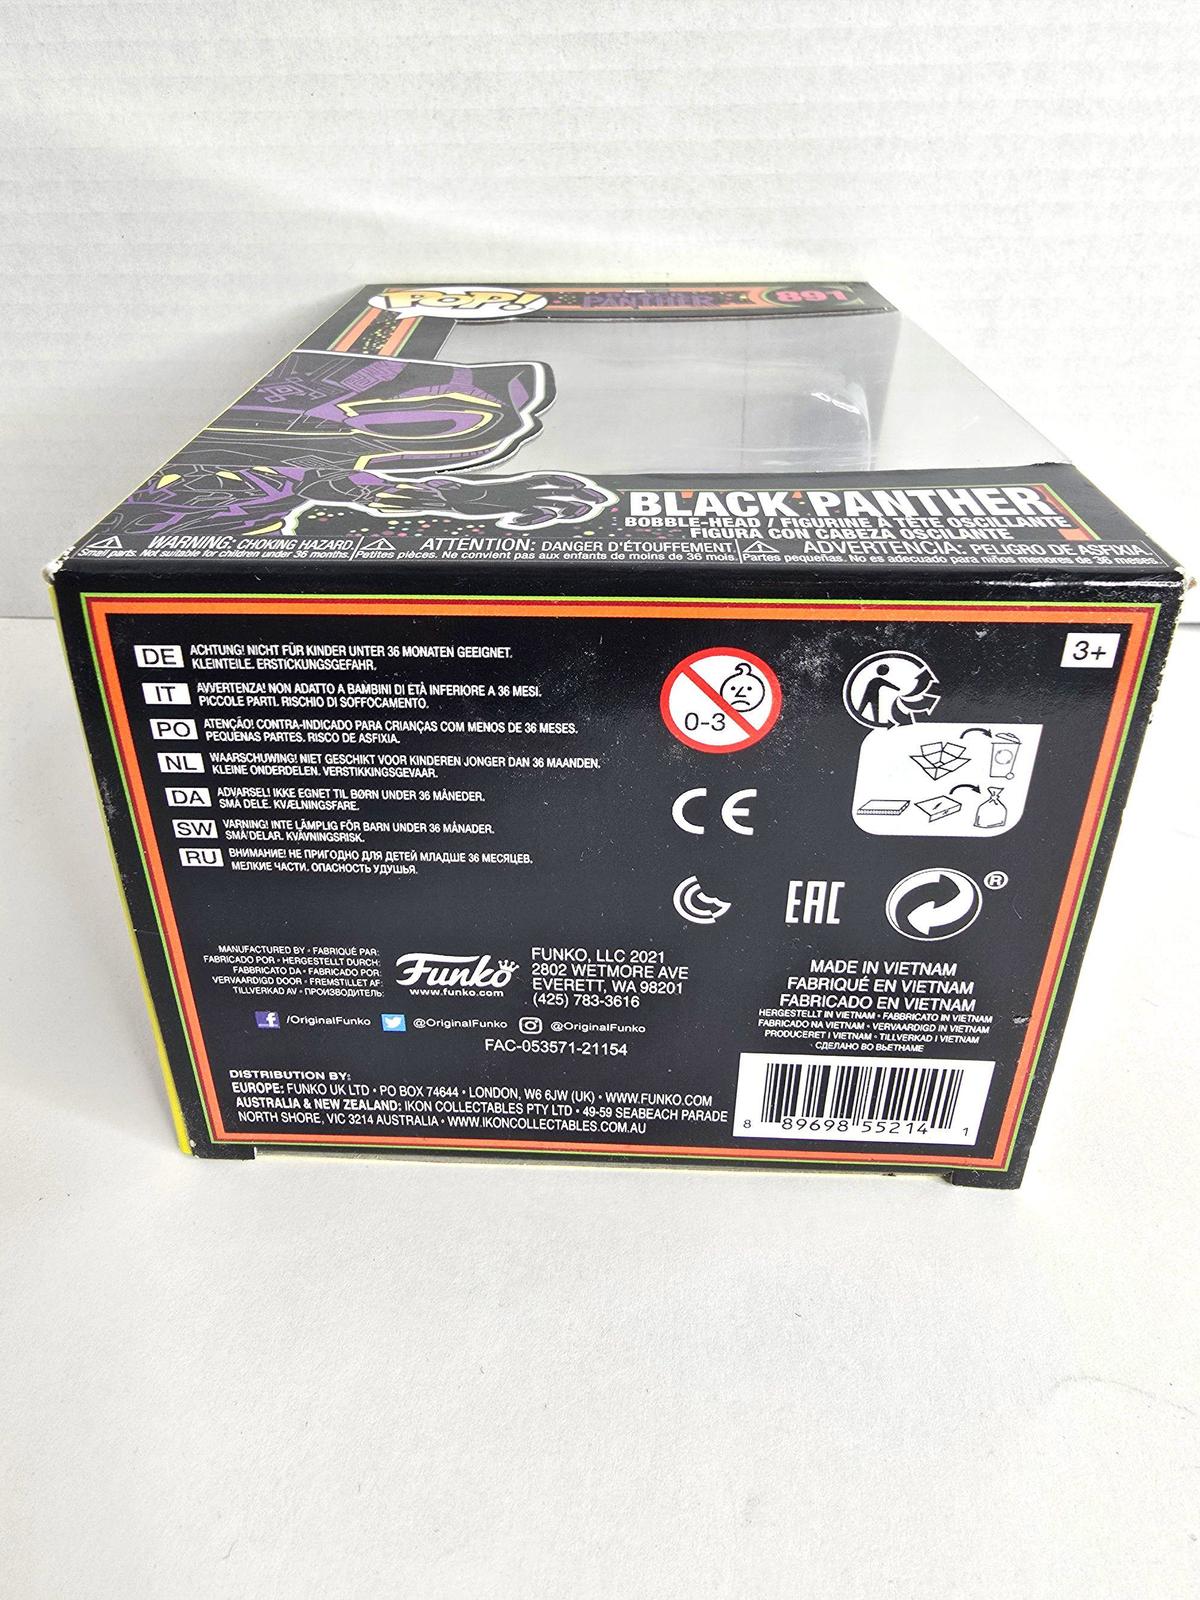 POP!
PANTHER
891
BLACK PANTHER
BOBBLE-HEAD / FIGURINE À TÊTE OSCILLANTE
FIGURA CON CABEZA OSCILANTE
WARNING: CHOKING HAZARD
Small parts. Not suitable for children under 36 months.
ATTENTION: DANGER D'ÉTOUFFEMENT
Petites pièces. Ne convient pas aux enfants de moins de 36 mois.
ADVERTENCIA: PELIGRO DE ASFIXIA
Partes pequeñas. No es adecuado para niños menores de 36 meses.
3+
DE ACHTUNG! NICHT FÜR KINDER UNTER 36 MONATEN GEEIGNET.
KLEINTEILE. ERSTICKUNGSGEFAHR.
IT AVVERTENZA! NON ADATTO A BAMBINI DI ETÀ INFERIORE A 36 MESI.
PICCOLE PARTI. RISCHIO DI SOFFOCAMENTO.
PO ATENÇÃO! CONTRA-INDICADO PARA CRIANÇAS COM MENOS DE 36 MESES.
PEQUENAS PARTES. RISCO DE ASFIXIA.
NL WAARSCHUWING! NIET GESCHIKT VOOR KINDEREN JONGER DAN 36 MAANDEN.
KLEINE ONDERDELEN. VERSTIKKINGSGEVAAR.
DA ADVARSEL! IKKE EGNET TIL BØRN UNDER 36 MÅNEDER.
SMÅ DELE. KVÆLNINGSFARE.
SW VARNING! INTE LÄMPLIG FÖR BARN UNDER 36 MÅNADER.
SMÅ DELAR. KVÄVNINGSRISK.
RU ВНИМАНИЕ! НЕ ПРИГОДНО ДЛЯ ДЕТЕЙ МЛАДШЕ 36 МЕСЯЦЕВ.
МЕЛКИЕ ЧАСТИ. ОПАСНОСТЬ УДУШЬЯ.
0-3
CE
EAC
®
MANUFACTURED BY • FABRIQUÉ PAR:
FABRICADO POR • HERGESTELLT DURCH:
FABBRICATO DA • FABRICADO POR:
VERVAARDIGD DOOR • FREMSTILLET AF:
TILLVERKAD AV • ПРОИЗВОДИТЕЛЬ:
Funko
www.funko.com
FUNKO, LLC 2021
2802 WETMORE AVE
EVERETT, WA 98201
(425) 783-3616
/OriginalFunko @OriginalFunko @OriginalFunko
FAC-053571-21154
MADE IN VIETNAM
FABRIQUÉ EN VIETNAM
FABRICADO EN VIETNAM
HERGESTELLT IN VIETNAM • FABBRICATO IN VIETNAM
FABRICADO NA VIETNAM • VERVAARDIGD IN VIETNAM
PRODUCERET I VIETNAM • TILLVERKAD I VIETNAM
СДЕЛАНО ВО ВЬЕТНАМЕ
DISTRIBUTION BY:
EUROPE: FUNKO UK LTD • PO BOX 74644 • LONDON, W6 6JW (UK) • WWW.FUNKO.COM
AUSTRALIA & NEW ZEALAND: IKON COLLECTABLES PTY LTD • 49-59 SEABEACH PARADE
NORTH SHORE, VIC 3214 AUSTRALIA • WWW.IKONCOLLECTABLES.COM.AU
8 89698 55214 1